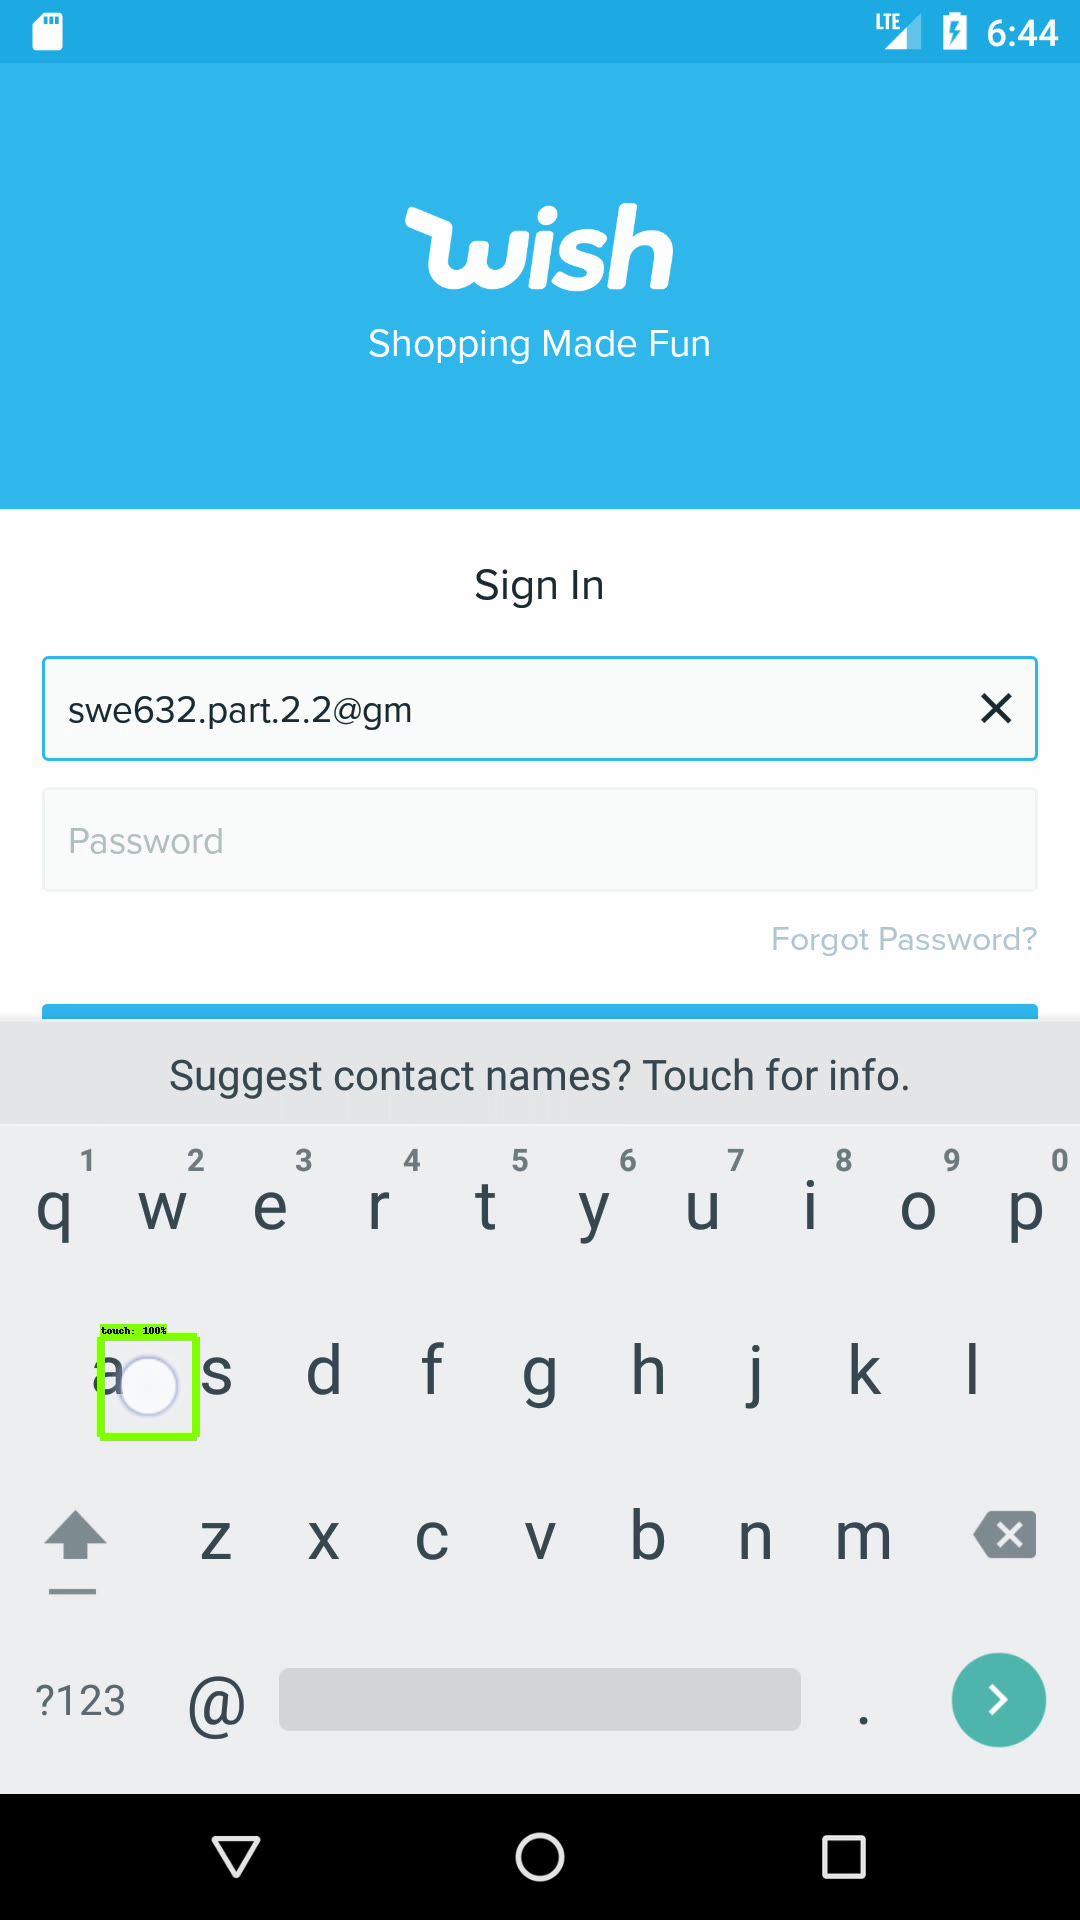 LTE 6:44
wish
Shopping Made Fun
Sign In
swe632.part.2.2@gm
Password
Forgot Password?
Suggest contact names? Touch for info.
1 2 3 4 5 6 7 8 9 0
q w e r t y u i o p
touch: 100%
a s d f g h j k l
z x c v b n m
?123 @ .